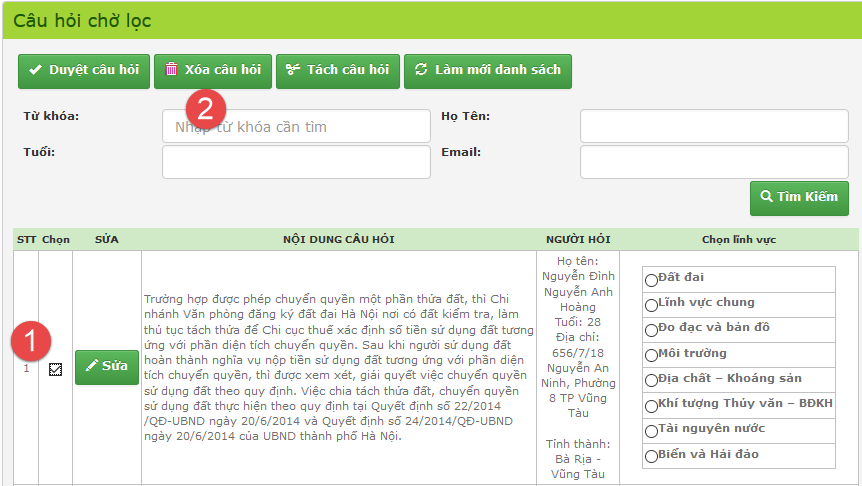 Câu hỏi chờ lọc
Duyệt câu hỏi
Xóa câu hỏi
Tách câu hỏi
Làm mới danh sách
2
Từ khóa:
Nhập từ khóa cần tìm
Họ Tên:
Tuổi:
Email:
Tìm Kiếm
STT Chọn SỬA NỘI DUNG CÂU HỎI NGƯỜI HỎI Chọn lĩnh vực
1
1
Sửa
Trường hợp được phép chuyển quyền một phần thửa đất, thì Chi
nhánh Văn phòng đăng ký đất đai Hà Nội nơi có đất kiểm tra, làm
thủ tục tách thửa để Chi cục thuế xác định số tiền sử dụng đất tương
ứng với phần diện tích chuyển quyền. Sau khi người sử dụng đất
hoàn thành nghĩa vụ nộp tiền sử dụng đất tương ứng với phần diện
tích chuyển quyền, thì được xem xét, giải quyết việc chuyển quyền
sử dụng đất theo quy định. Việc chia tách thửa đất, chuyển quyền
sử dụng đất thực hiện theo quy định tại Quyết định số 22/2014
/QĐ-UBND ngày 20/6/2014 và Quyết định số 24/2014/QĐ-UBND
ngày 20/6/2014 của UBND thành phố Hà Nội.
Họ tên:
Nguyễn Đình
Nguyễn Anh
Hoàng
Tuổi: 28
Địa chỉ:
656/7/18
Nguyễn An
Ninh, Phường
8 TP Vũng
Tàu
Tỉnh thành:
Bà Rịa -
Vũng Tàu
Đất đai
Lĩnh vực chung
Đo đạc và bản đồ
Môi trường
Địa chất – Khoáng sản
Khí tượng Thủy văn – BĐKH
Tài nguyên nước
Biển và Hải đảo